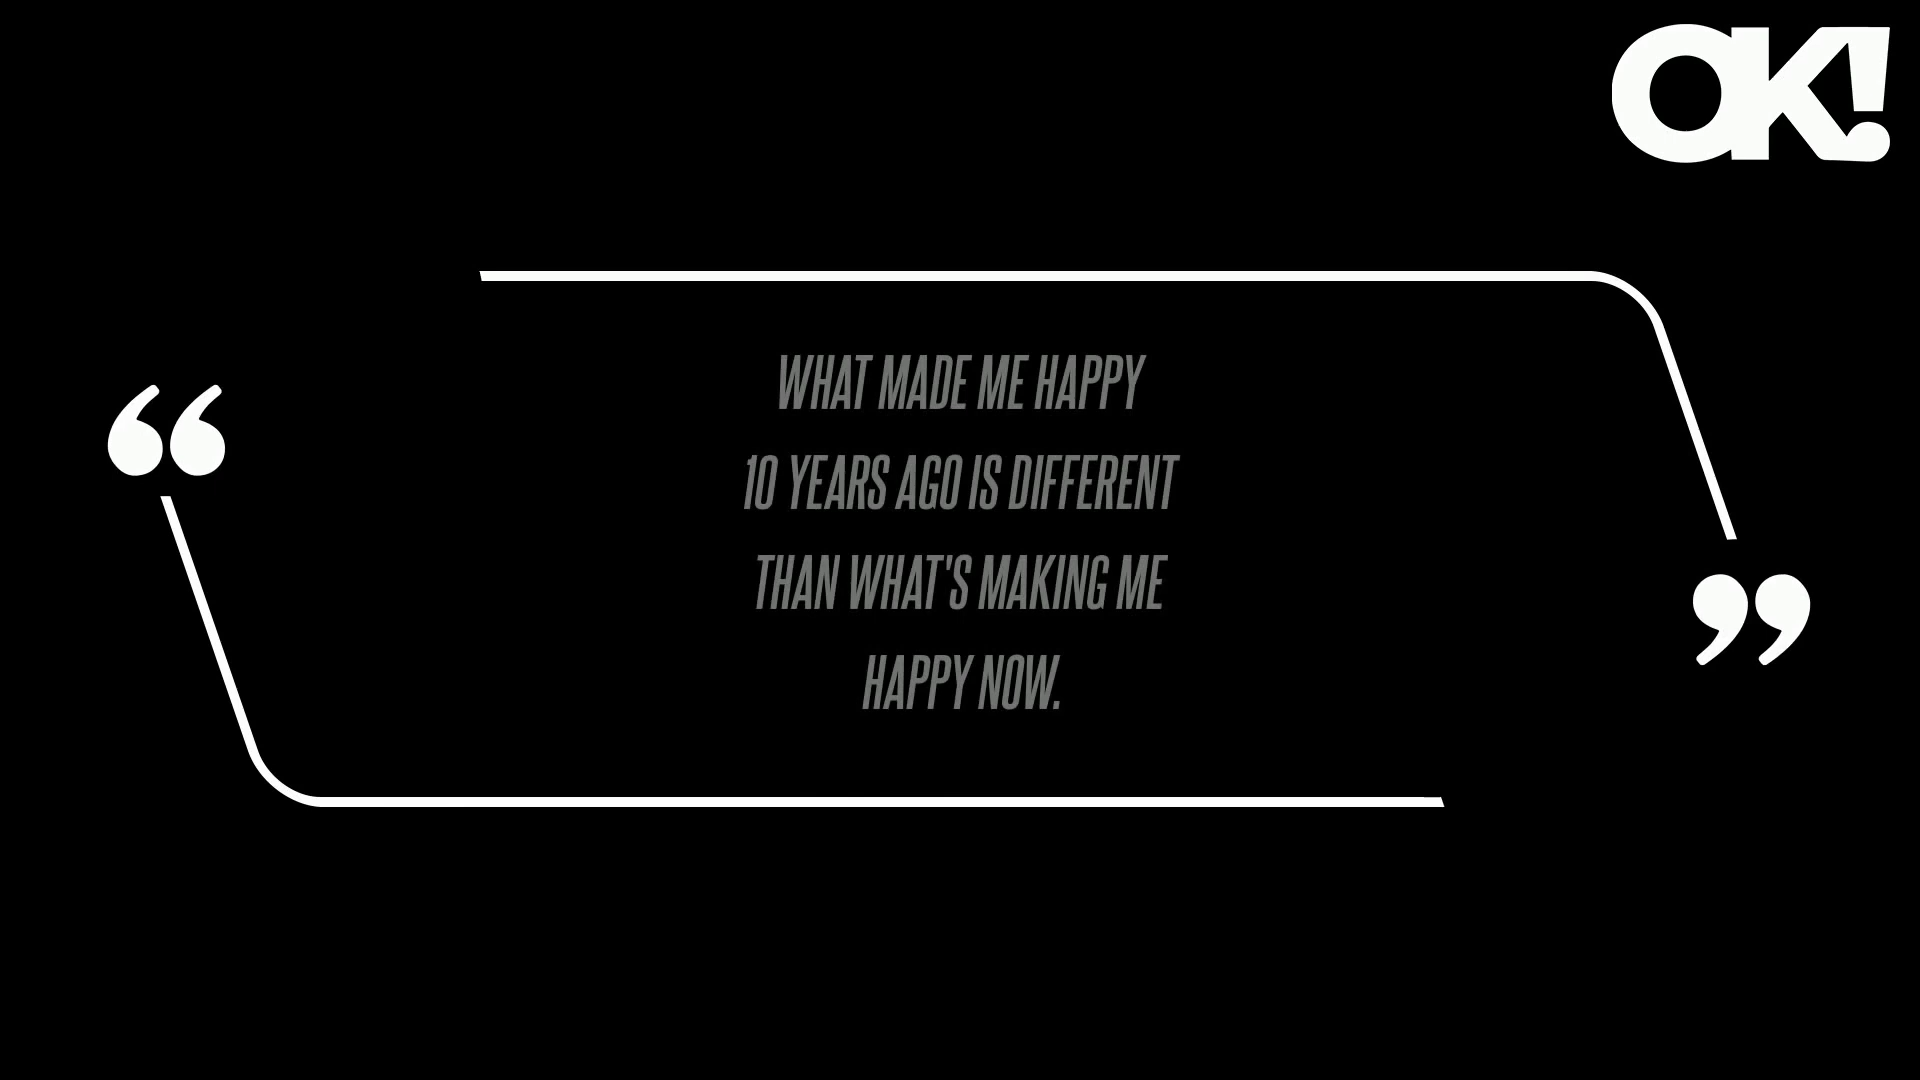 OK!
“
WHAT MADE ME HAPPY
10 YEARS AGO IS DIFFERENT
THAN WHAT'S MAKING ME
HAPPY NOW.
”